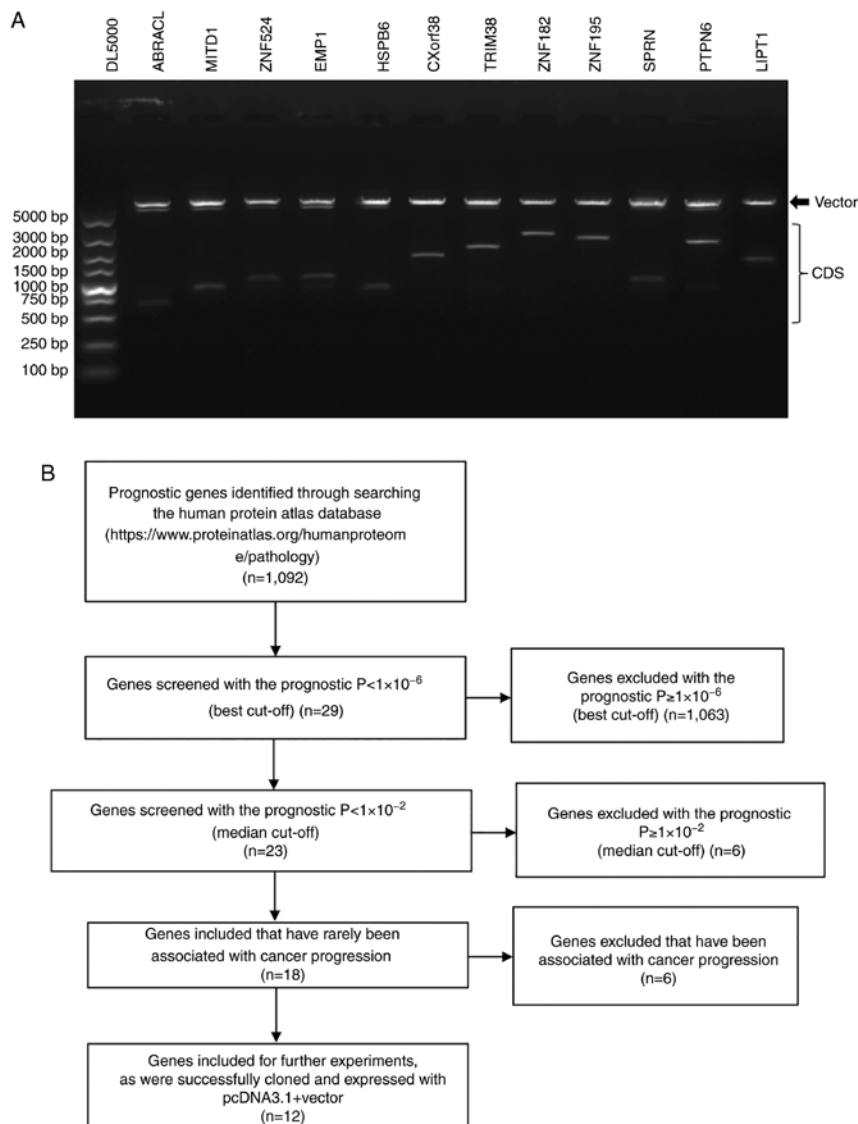 A
DL5000
ABRACL
MITD1
ZNF524
EMP1
HSPB6
CXorf38
TRIM38
ZNF182
ZNF195
SPRN
PTPN6
LIPT1
5000 bp
3000 bp
2000 bp
1500 bp
1000 bp
750 bp
500 bp
250 bp
100 bp
Vector
CDS
B
Prognostic genes identified through searching
the human protein atlas database
(https://www.proteinatlas.org/humanproteom
e/pathology)
(n=1,092)
Genes screened with the prognostic P<1×10⁻⁶
(best cut-off) (n=29)
Genes excluded with the
prognostic P≥1×10⁻⁶
(best cut-off) (n=1,063)
Genes screened with the prognostic P<1×10⁻²
(median cut-off)
(n=23)
Genes excluded with the prognostic
P≥1×10⁻²
(median cut-off) (n=6)
Genes included that have rarely been
associated with cancer progression
(n=18)
Genes excluded that have been
associated with cancer progression
(n=6)
Genes included for further experiments,
as were successfully cloned and expressed with
pcDNA3.1+vector
(n=12)